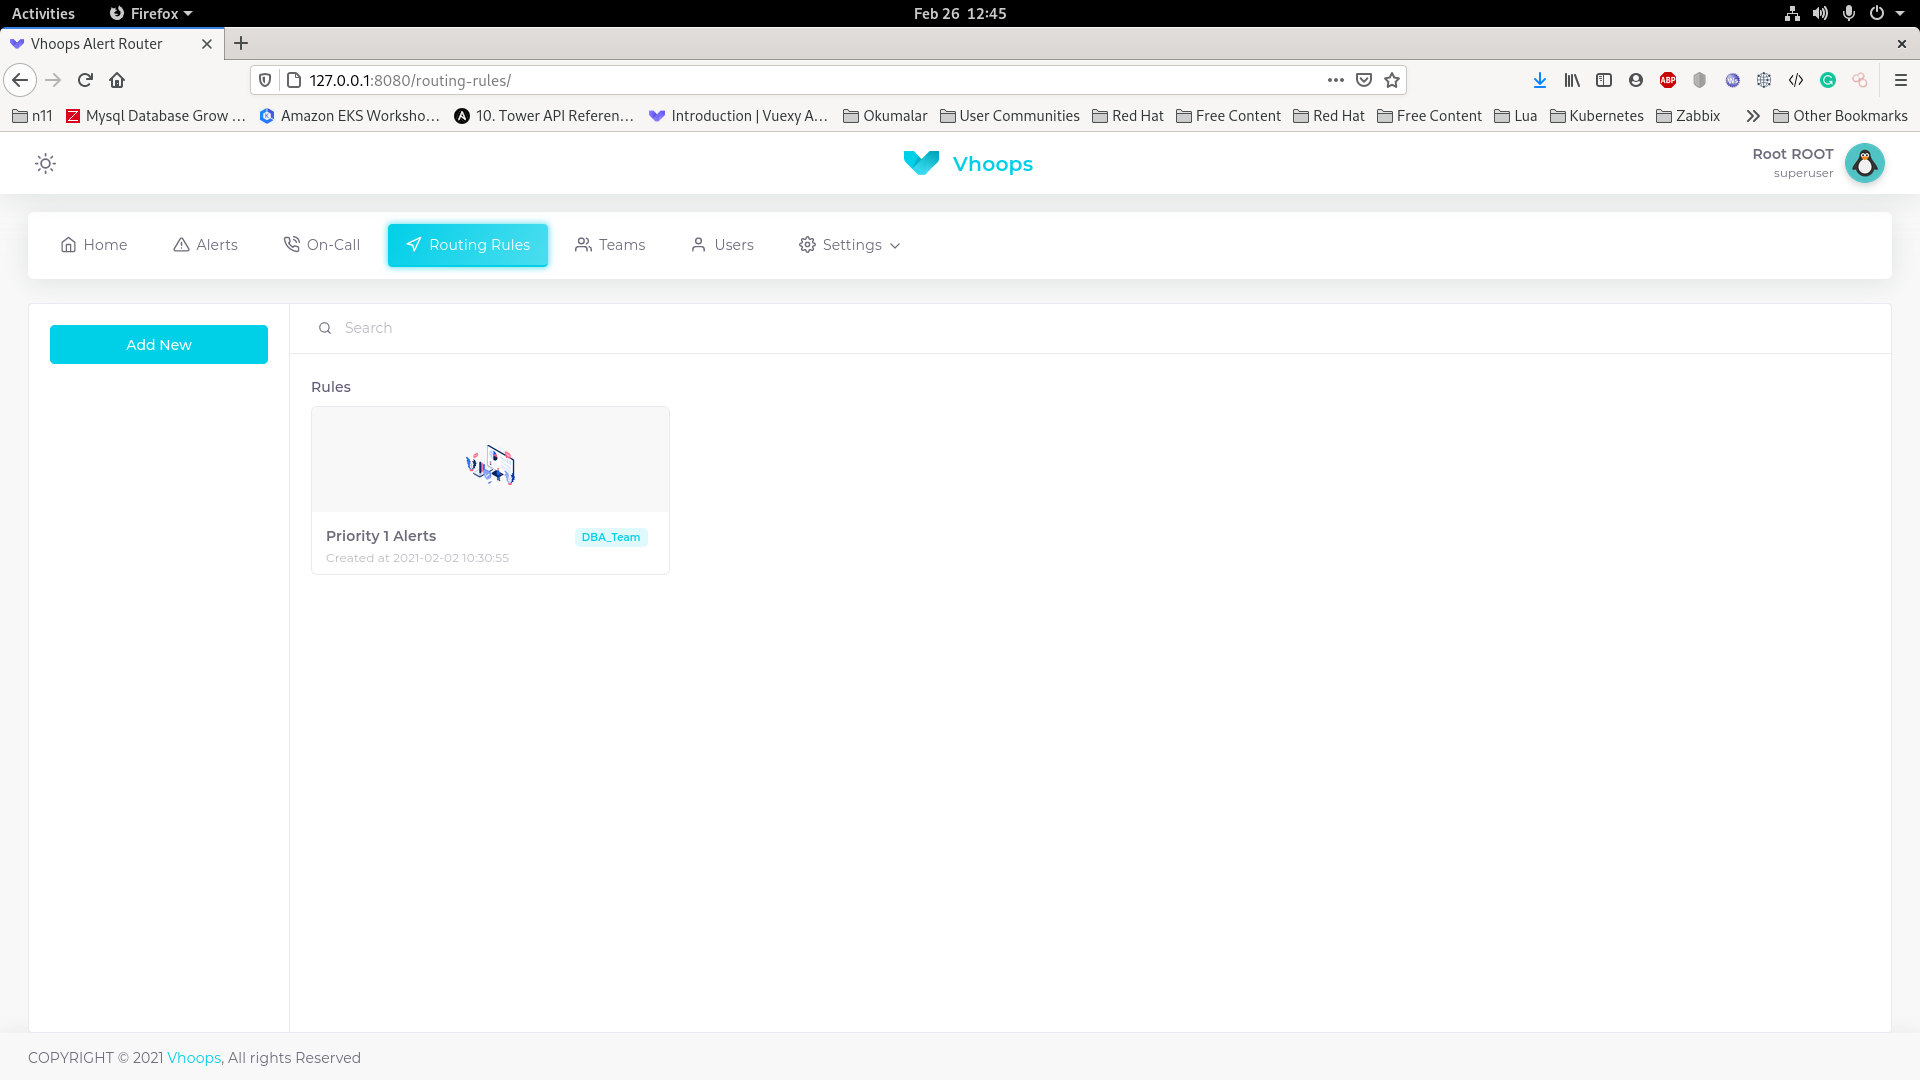 Activities
Firefox
Feb 26 12:45
Vhoops Alert Router
127.0.0.1:8080/routing-rules/
ABP
n11
Mysql Database Grow …
Amazon EKS Worksho…
10. Tower API Referen…
Introduction | Vuexy A…
Okumalar
User Communities
Red Hat
Free Content
Red Hat
Free Content
Lua
Kubernetes
Zabbix
Other Bookmarks
Vhoops
Root ROOT
superuser
Home
Alerts
On-Call
Routing Rules
Teams
Users
Settings
Add New
Search
Rules
Priority 1 Alerts
DBA_Team
Created at 2021-02-02 10:30:55
COPYRIGHT © 2021 Vhoops, All rights Reserved